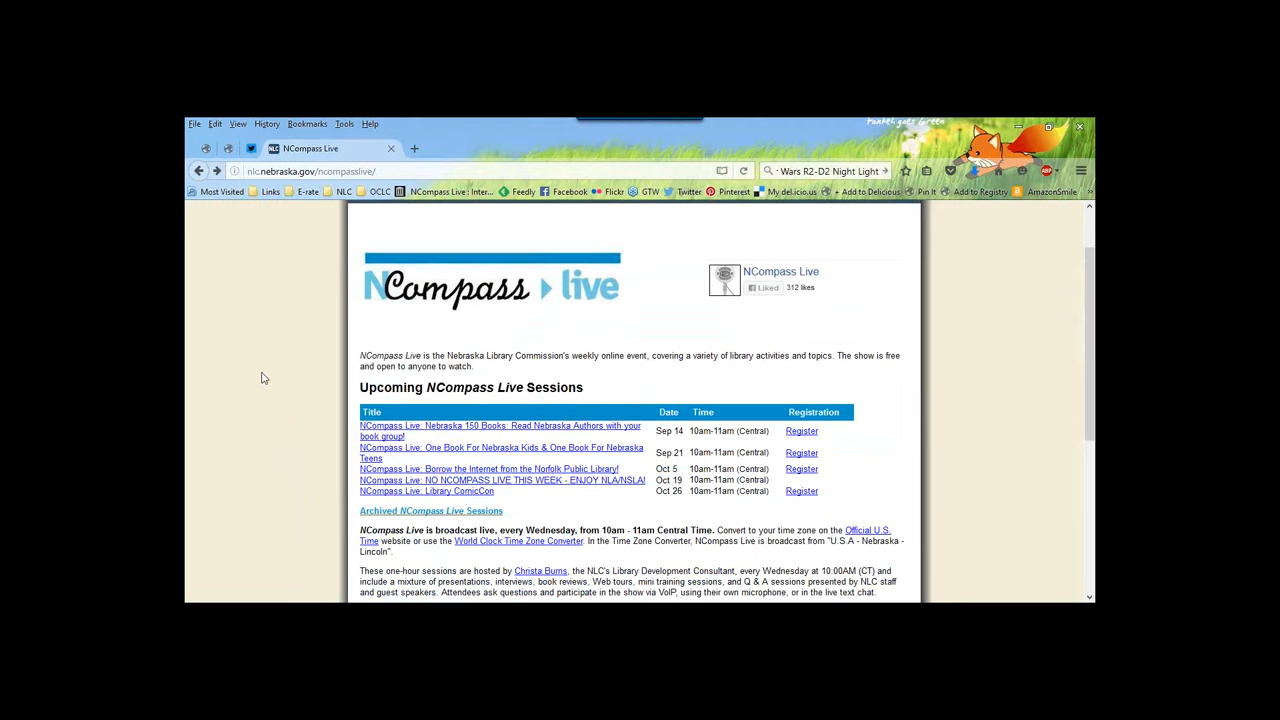 Fantek goes Green
File Edit View History Bookmarks Tools Help
NLC NCompass Live
nlc.nebraska.gov/ncompasslive/
Wars R2-D2 Night Light
ABP
Most Visited Links E-rate NLC OCLC NCompass Live : Inter... Feedly Facebook Flickr GTW Twitter Pinterest My del.icio.us + Add to Delicious Pin It Add to Registry AmazonSmile
NCompass live
NCompass Live
Liked 312 likes
NCompass Live is the Nebraska Library Commission's weekly online event, covering a variety of library activities and topics. The show is free
and open to anyone to watch.
Upcoming NCompass Live Sessions
Title Date Time Registration
NCompass Live: Nebraska 150 Books: Read Nebraska Authors with your
book group! Sep 14 10am-11am (Central) Register
NCompass Live: One Book For Nebraska Kids & One Book For Nebraska
Teens Sep 21 10am-11am (Central) Register
NCompass Live: Borrow the Internet from the Norfolk Public Library! Oct 5 10am-11am (Central) Register
NCompass Live: NO NCOMPASS LIVE THIS WEEK - ENJOY NLA/NSLA! Oct 19 10am-11am (Central)
NCompass Live: Library ComicCon Oct 26 10am-11am (Central) Register
Archived NCompass Live Sessions
NCompass Live is broadcast live, every Wednesday, from 10am - 11am Central Time. Convert to your time zone on the Official U.S.
Time website or use the World Clock Time Zone Converter. In the Time Zone Converter, NCompass Live is broadcast from "U.S.A - Nebraska -
Lincoln".
These one-hour sessions are hosted by Christa Burns, the NLC's Library Development Consultant, every Wednesday at 10:00AM (CT) and
include a mixture of presentations, interviews, book reviews, Web tours, mini training sessions, and Q & A sessions presented by NLC staff
and guest speakers. Attendees ask questions and participate in the show via VoIP, using their own microphone, or in the live text chat.